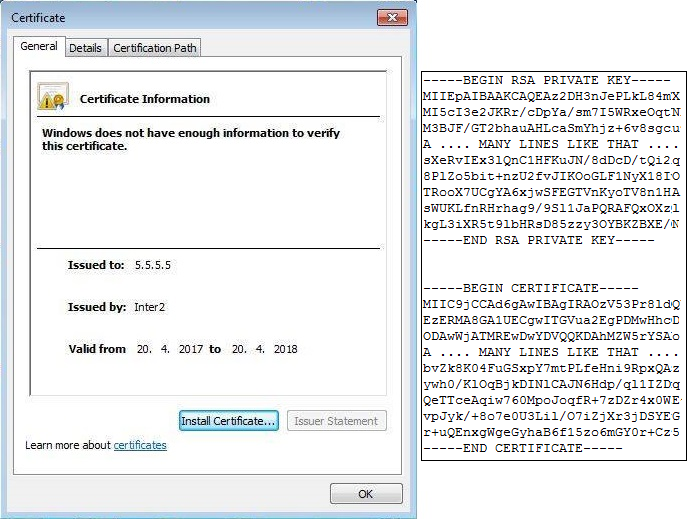 Certificate
General
Details
Certification Path
Certificate Information
Windows does not have enough information to verify
this certificate.
Issued to: 5.5.5.5
Issued by: Inter2
Valid from 20. 4. 2017 to 20. 4. 2018
Install Certificate...
Issuer Statement
Learn more about certificates
OK
-----BEGIN RSA PRIVATE KEY-----
MIIEpAIBAAKCAQEAz2DH3nJePLkL84mX
MI5cI3e2JKRr/cDpYa/sm7I5WRxeOqtN
M3BJF/GT2bhauAHLcaSmYhjz+6v8sgcu
A .... MANY LINES LIKE THAT ....
sXeRvIEx3lQnC1HFKuJN/8dDcD/tQi2q
8PlZo5bit+nzU2fvJIKOoGLF1NyX18IO
TRooX7UCgYA6xjwSFEGTVnKyoTV8n1HA
sWUKLfnRHrhag9/9Sl1JaPQRAFQxOXzl
kgL3iXR5t9lbHRsD85zzy3OYBKZBXE/N
-----END RSA PRIVATE KEY-----
-----BEGIN CERTIFICATE-----
MIIC9jCCAd6gAwIBAgIRAOzV53Pr8ldQ
EzERMA8GA1UECgwITGVua2EgPDMwHhcD
ODAwWjATMREwDwYDVQQKDAhMZW5rYSAo
A .... MANY LINES LIKE THAT ....
bvZk8K04FuGSxpY7mtPLfeHni9RpxQAz
ywh0/KlOqBjkDINlCAJN6Hdp/ql1IZDq
QeTTceAqiw760MpoJoqfR+7zDZr4x0WE
vpJyk/+8o7e0U3Lil/O7iZjXr3jDSYEG
r+uQEnxgWgeGyhaB6f15zo6mGY0r+Cz5
-----END CERTIFICATE-----